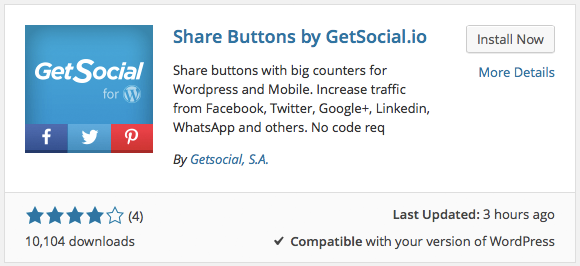 GetSocial
for
f
Share Buttons by GetSocial.io
Install Now
More Details
Share buttons with big counters for
Wordpress and Mobile. Increase traffic
from Facebook, Twitter, Google+, Linkedin,
WhatsApp and others. No code req
By Getsocial, S.A.
(4)
10,104 downloads
Last Updated: 3 hours ago
✔ Compatible with your version of WordPress